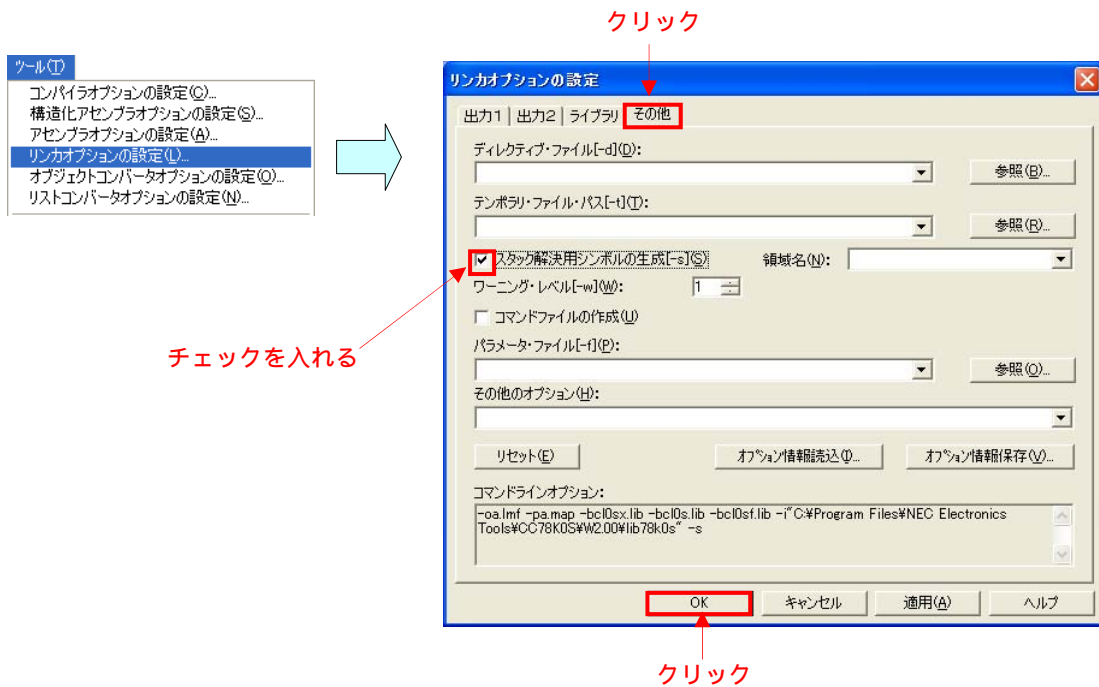 クリック
ツール(T)
コンパイラオプションの設定(C)...
構造化アセンブラオプションの設定(S)...
アセンブラオプションの設定(A)...
リンカオプションの設定(L)...
オブジェクトコンバータオプションの設定(O)...
リストコンバータオプションの設定(N)...
リンカオプションの設定
出力1 出力2 ライブラリ その他
ディレクティブ・ファイル[-d](D):
参照(B)...
テンポラリ・ファイル・パス[-t](T):
参照(R)...
スタック解決用シンボルの生成[-s](S) 領域名(N):
ワーニング・レベル[-w](W): 1
コマンドファイルの作成(U)
チェックを入れる
パラメータ・ファイル[-f](P):
参照(O)...
その他のオプション(H):
リセット(E) オプション情報読込(I)... オプション情報保存(V)...
コマンドラインオプション:
-oa.lmf -pa.map -bcl0sx.lib -bcl0s.lib -bcl0sf.lib -i"C:¥Program Files¥NEC Electronics
Tools¥CC78K0S¥W2.00¥lib78k0s" -s
OK キャンセル 適用(A) ヘルプ
クリック